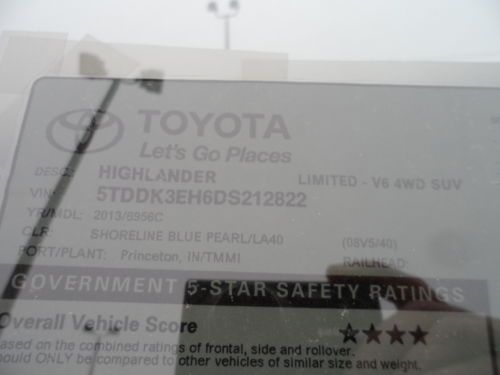 TOYOTA
Let's Go Places
DESC: HIGHLANDER LIMITED - V6 4WD SUV
VIN: 5TDDK3EH6DS212822
YR/MDL: 2013/6956C
CLR: SHORELINE BLUE PEARL/LA40 (08V5/40)
PORT/PLANT: Princeton, IN/TMMI RAILHEAD:
GOVERNMENT 5-STAR SAFETY RATINGS
Overall Vehicle Score
Based on the combined ratings of frontal, side and rollover.
Should ONLY be compared to other vehicles of similar size and weight.